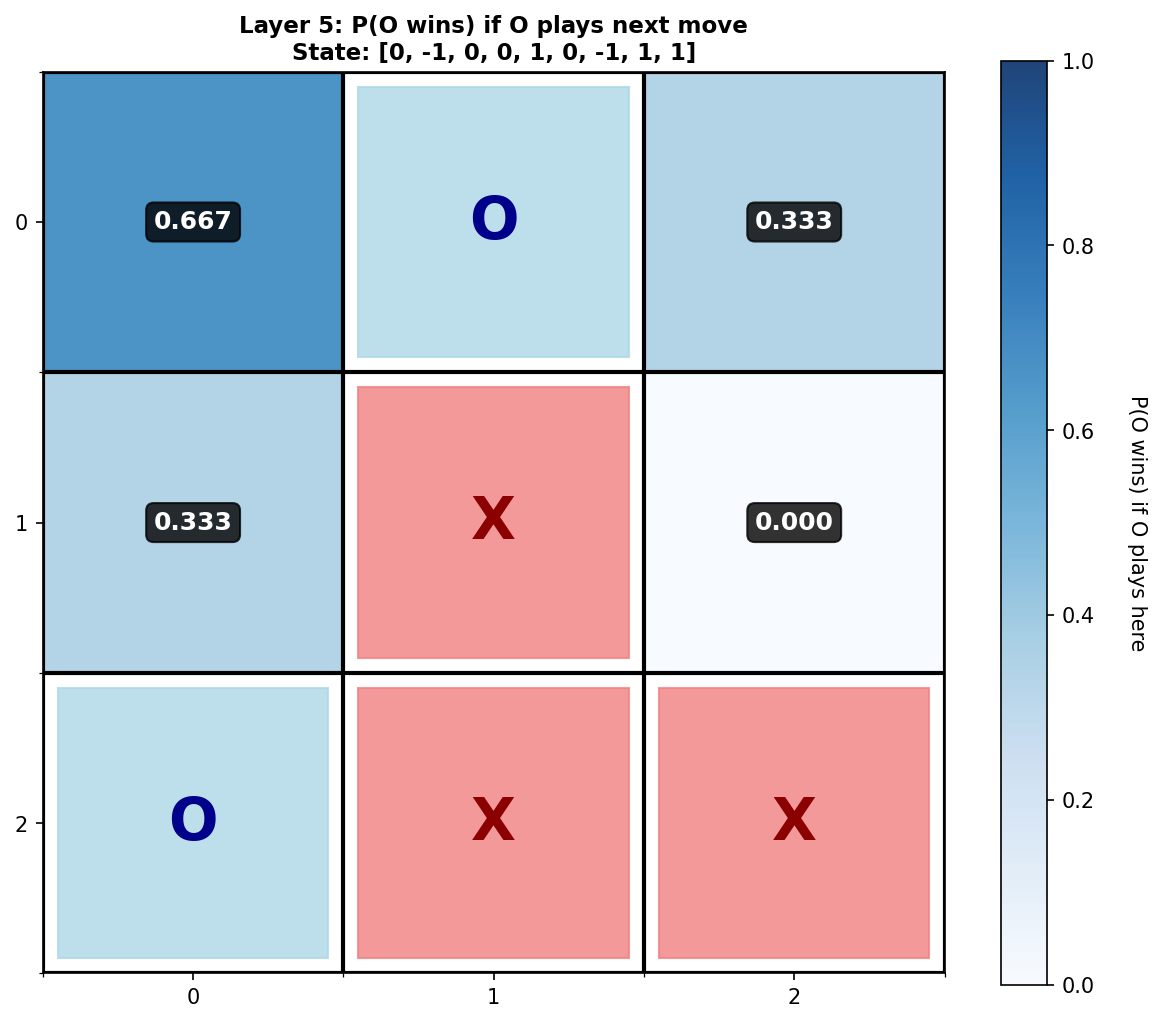 Layer 5: P(O wins) if O plays next move
State: [0, -1, 0, 0, 1, 0, -1, 1, 1]
0.667
O
0.333
0.333
X
0.000
O
X
X
0
1
2
0
1
2
1.0
0.8
0.6
0.4
0.2
0.0
P(O wins) if O plays here